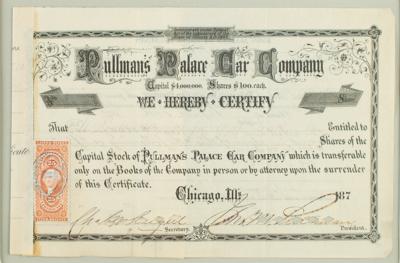 Pullman's Palace Car Company
Capital $1,000,000. Shares $100. each.
WE HEREBY CERTIFY
That
Entitled to
Shares of the
Capital Stock of PULLMAN'S PALACE CAR COMPANY which is transferable
only on the Books of the Company in person or by attorney upon the surrender
of this Certificate.
Chicago, Ill. 187
Secretary. President.